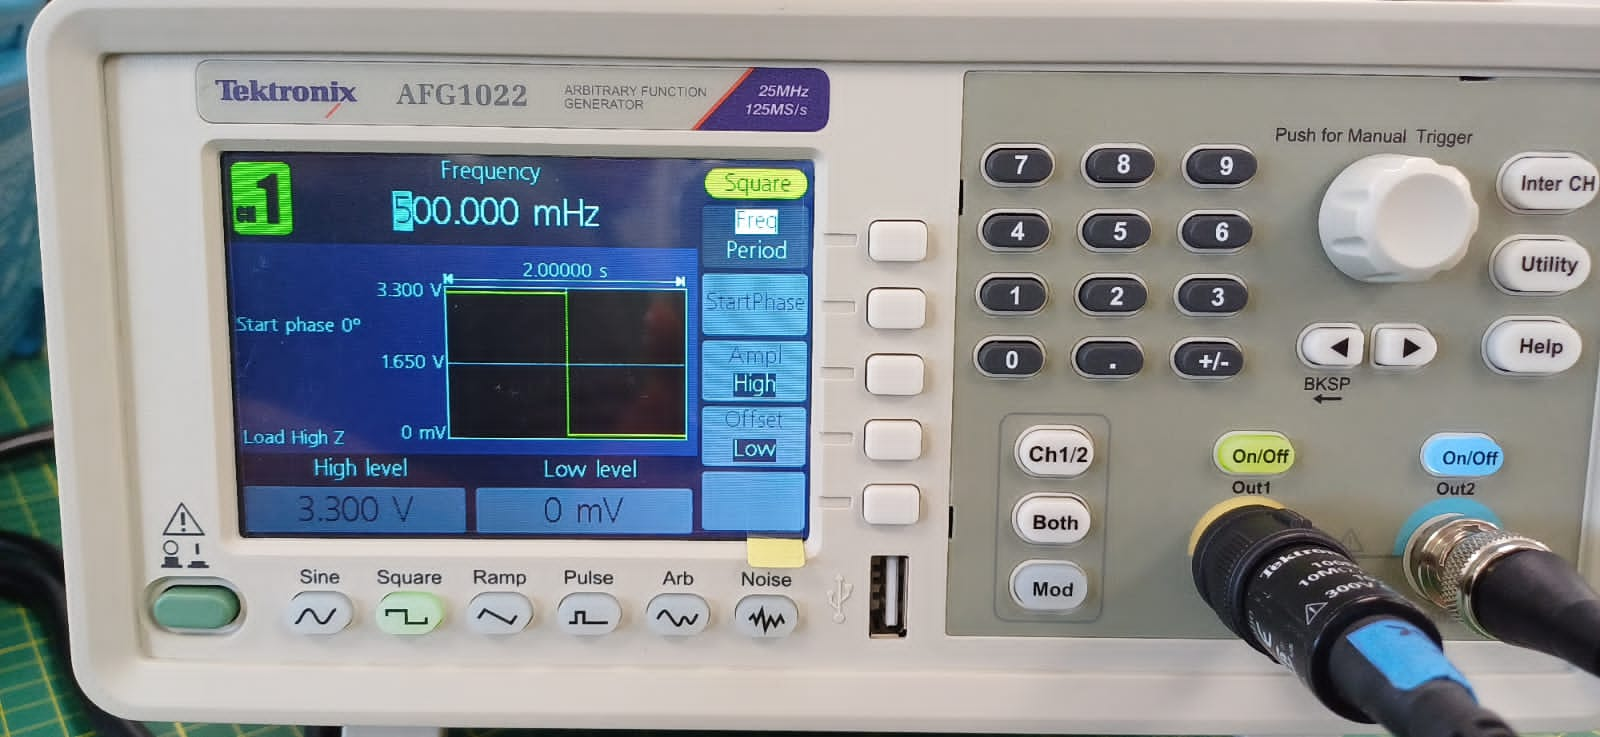 Tektronix AFG1022 ARBITRARY FUNCTION GENERATOR
25MHz
125MS/s
CH1
Frequency
500.000 mHz
Square
Freq
Period
StartPhase
Ampl
High
Offset
Low
2.00000 s
3.300 V
Start phase 0°
1.650 V
Load High Z
0 mV
High level
Low level
3.300 V
0 mV
Sine
Square
Ramp
Pulse
Arb
Noise
7 8 9
4 5 6
1 2 3
0 . +/-
Push for Manual Trigger
Inter CH
Utility
Help
BKSP
Ch1/2
Both
Mod
On/Off
Out1
On/Off
Out2
Tektronix
300V